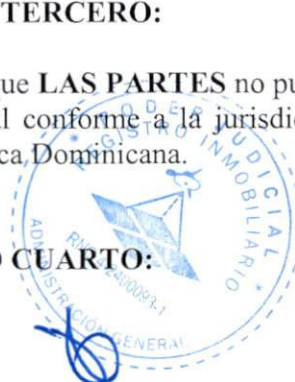 TERCERO:
que LAS PARTES no pu
l conforme a la jurisdic
ca Dominicana.
PODER JUDICIAL
REGISTRO INMOBILIARIO
ADMINISTRACIÓN GENERAL
O CUARTO: